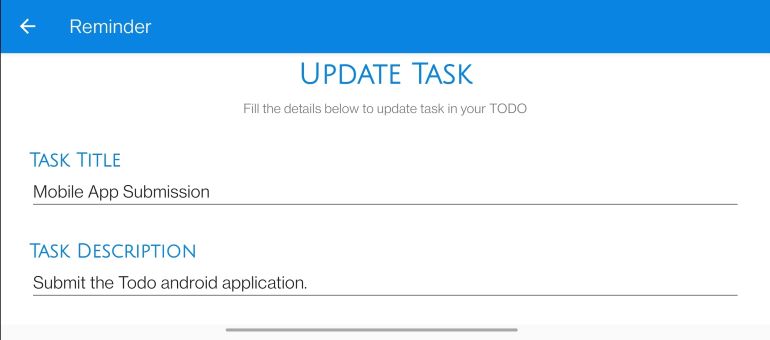 Reminder
Update Task
Fill the details below to update task in your TODO
Task Title
Mobile App Submission
Task Description
Submit the Todo android application.